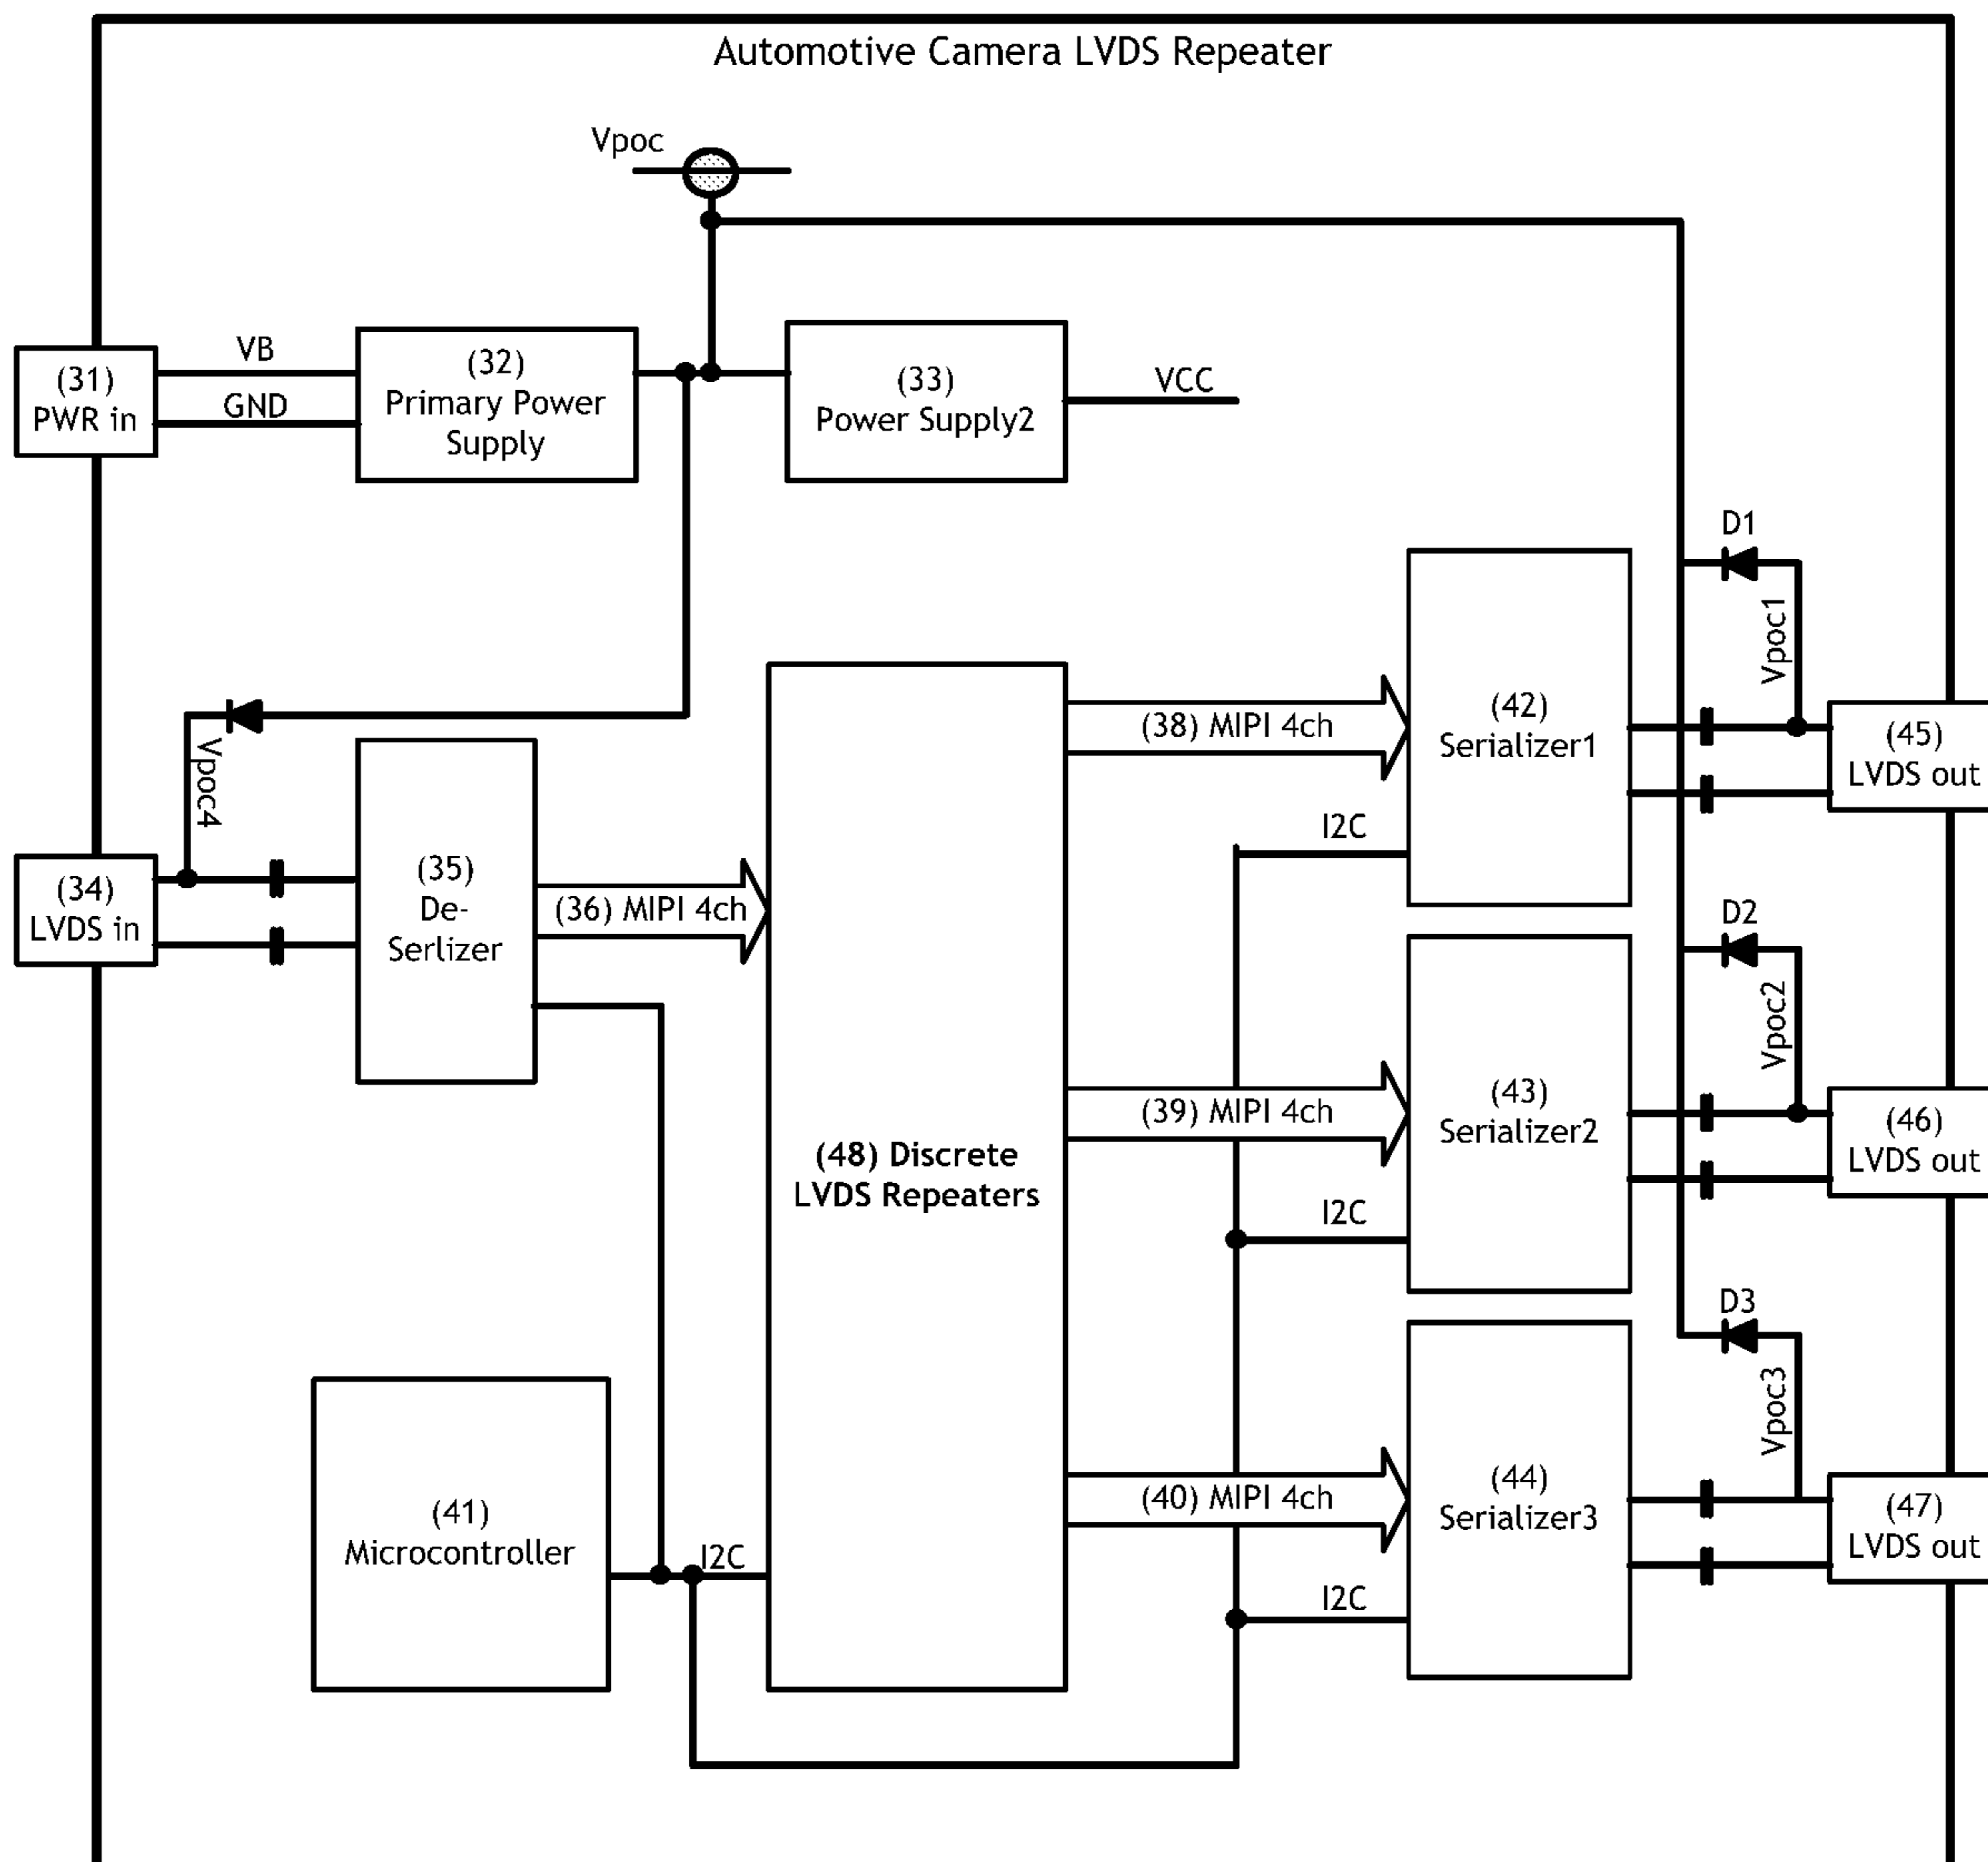 Automotive Camera LVDS Repeater
Vpoc
(31)
PWR in
VB
GND
(32)
Primary Power
Supply
(33)
Power Supply2
VCC
D1
Vpoc1
(42)
Serializer1
(38) MIPI 4ch
(45)
LVDS out
I2C
Vpoc4
(34)
LVDS in
(35)
De-
Serlizer
(36) MIPI 4ch
D2
Vpoc2
(43)
Serializer2
(39) MIPI 4ch
(46)
LVDS out
(48) Discrete
LVDS Repeaters
I2C
D3
Vpoc3
(44)
Serializer3
(40) MIPI 4ch
(47)
LVDS out
(41)
Microcontroller
I2C
I2C